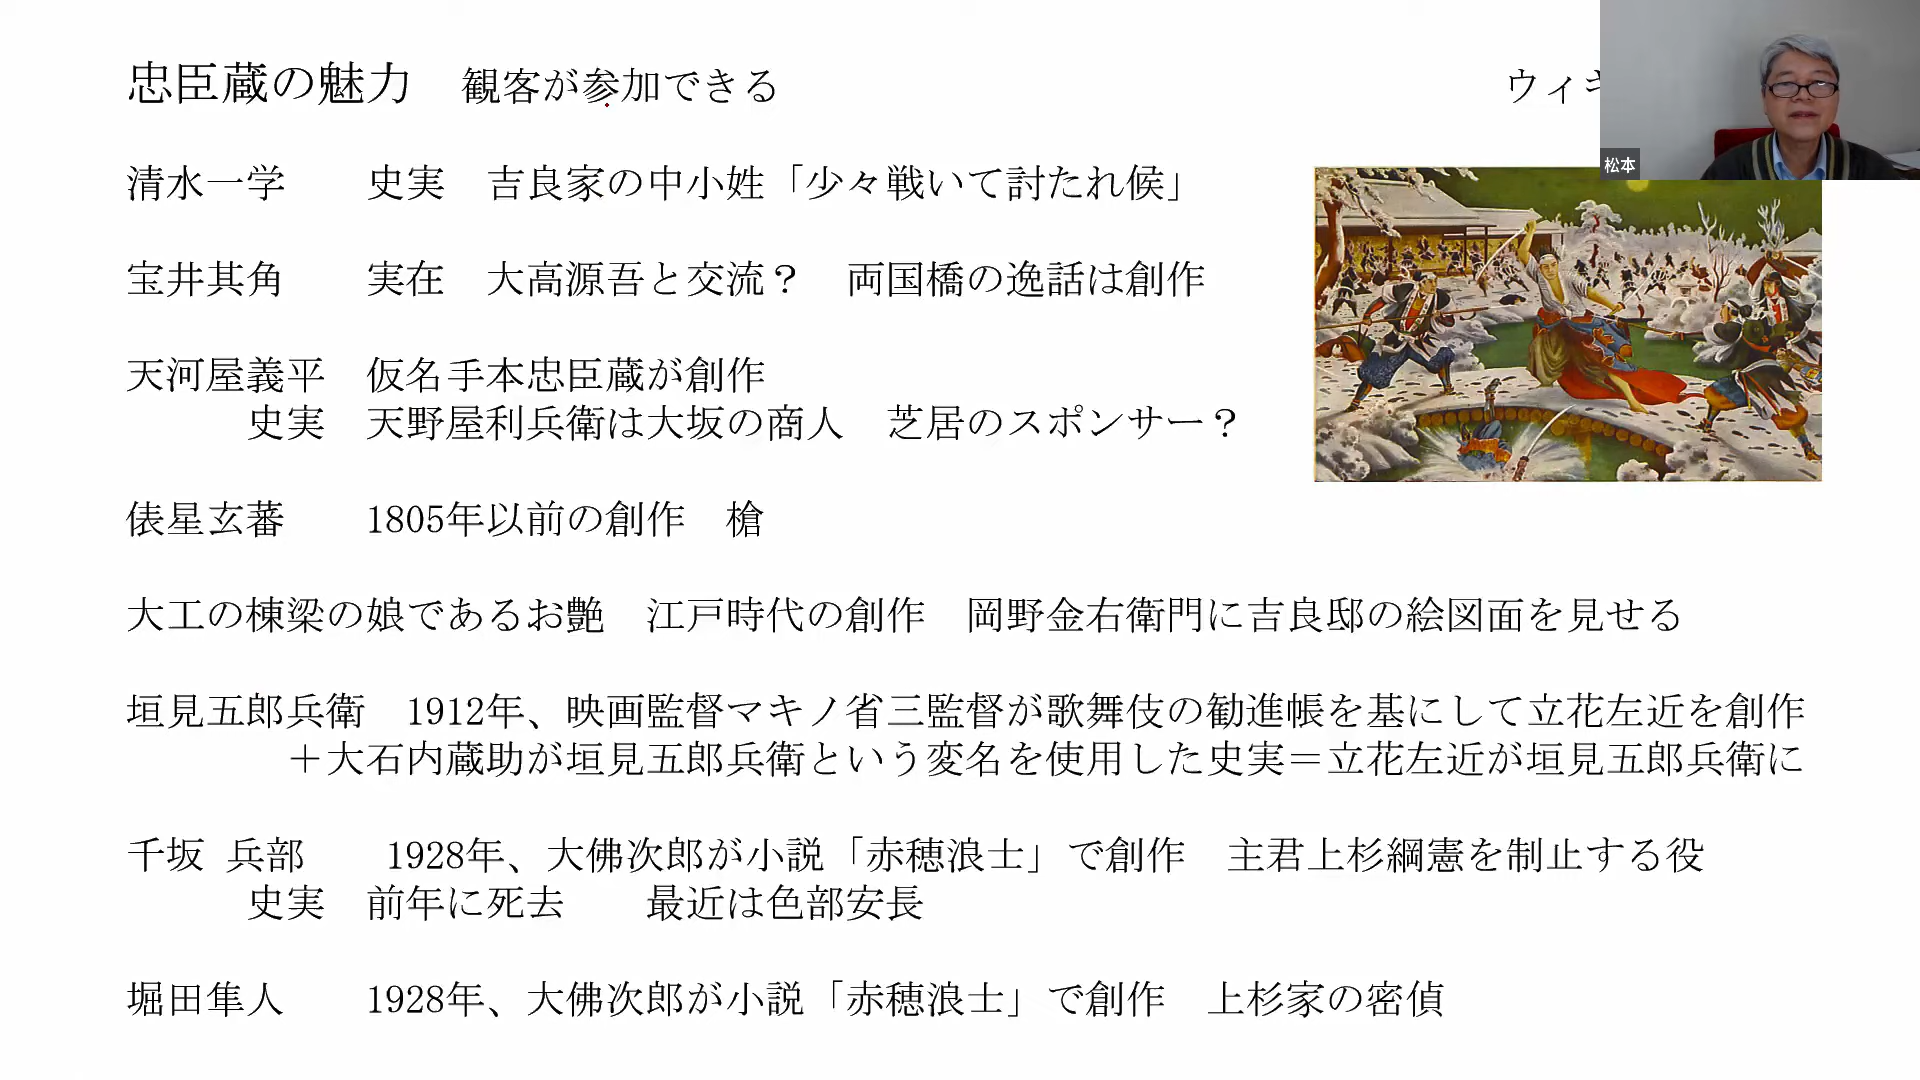 忠臣蔵の魅力　観客が参加できる　ウィキ
松本
清水一学　　史実　吉良家の中小姓「少々戦いて討たれ候」
宝井其角　　実在　大高源吾と交流？　両国橋の逸話は創作
天河屋義平　仮名手本忠臣蔵が創作
史実　天野屋利兵衛は大坂の商人　芝居のスポンサー？
俵星玄蕃　　1805年以前の創作　槍
大工の棟梁の娘であるお艶　江戸時代の創作　岡野金右衛門に吉良邸の絵図面を見せる
垣見五郎兵衛　1912年、映画監督マキノ省三監督が歌舞伎の勧進帳を基にして立花左近を創作
＋大石内蔵助が垣見五郎兵衛という変名を使用した史実＝立花左近が垣見五郎兵衛に
千坂 兵部　　1928年、大佛次郎が小説「赤穂浪士」で創作　主君上杉綱憲を制止する役
史実　前年に死去　　最近は色部安長
堀田隼人　　1928年、大佛次郎が小説「赤穂浪士」で創作　上杉家の密偵